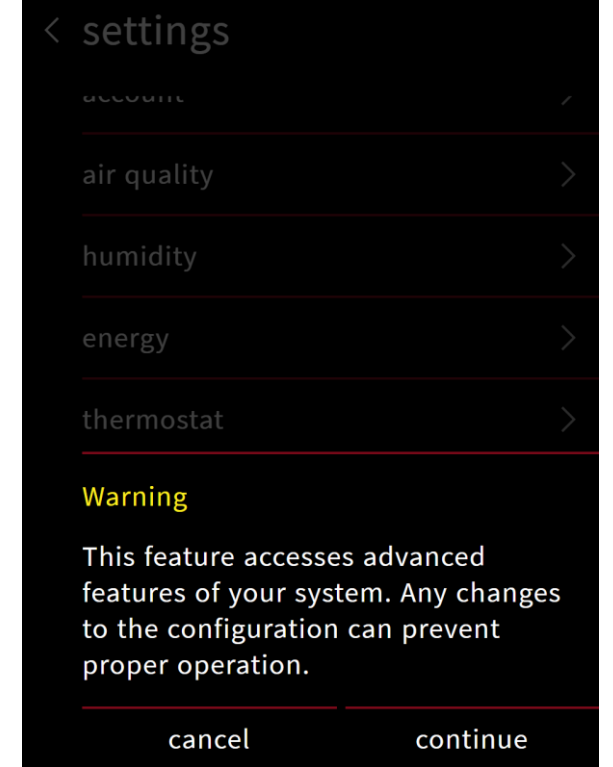 settings
account
air quality
humidity
energy
thermostat
Warning
This feature accesses advanced
features of your system. Any changes
to the configuration can prevent
proper operation.
cancel
continue